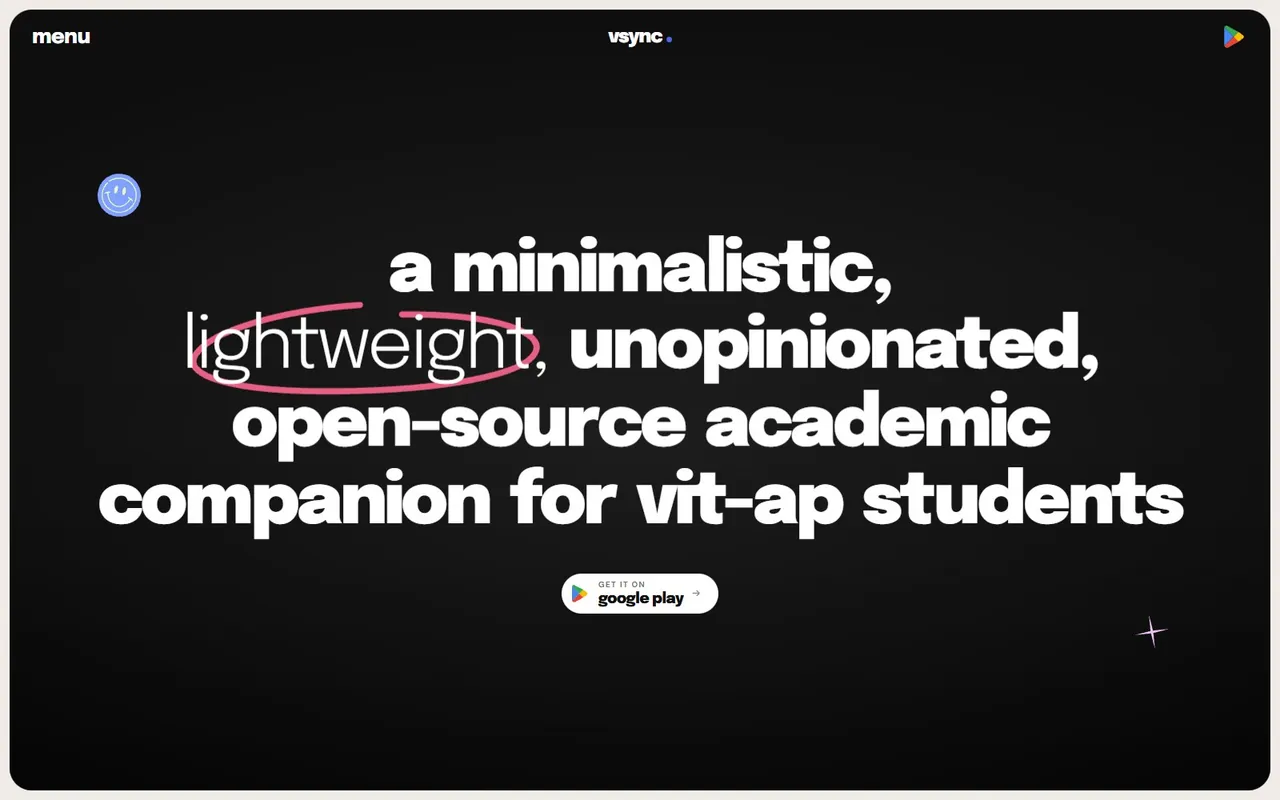 menu
vsync.
a minimalistic,
lightweight, unopinionated,
open-source academic
companion for vit-ap students
GET IT ON
google play →